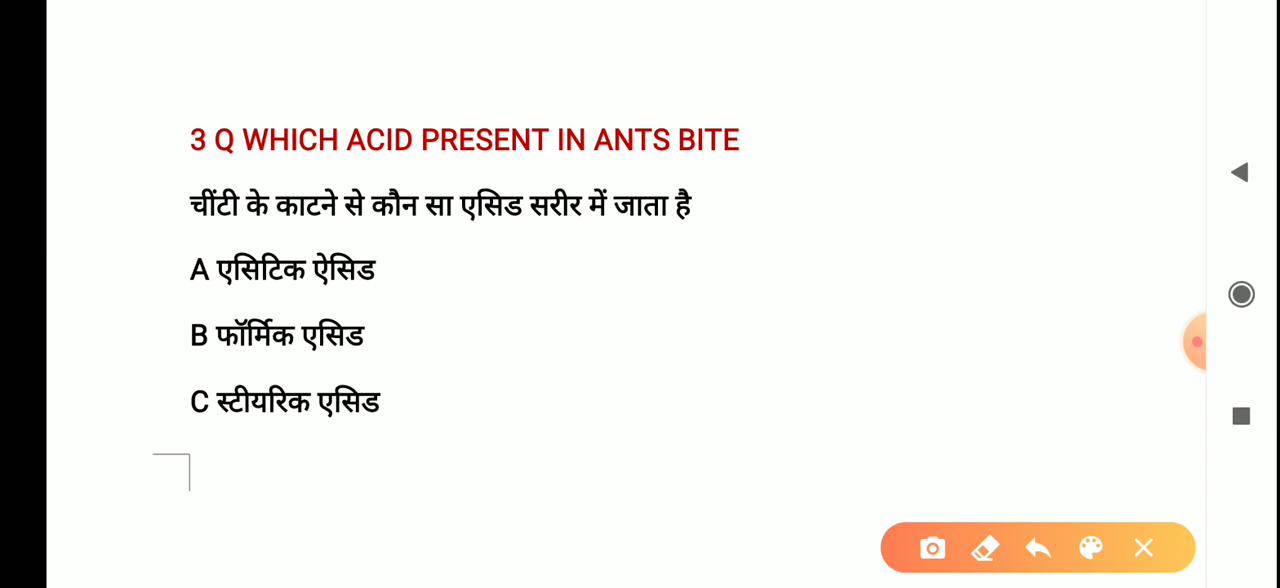 3 Q WHICH ACID PRESENT IN ANTS BITE
चींटी के काटने से कौन सा एसिड सरीर में जाता है
A एसिटिक ऐसिड
B फॉर्मिक एसिड
C स्टीयरिक एसिड